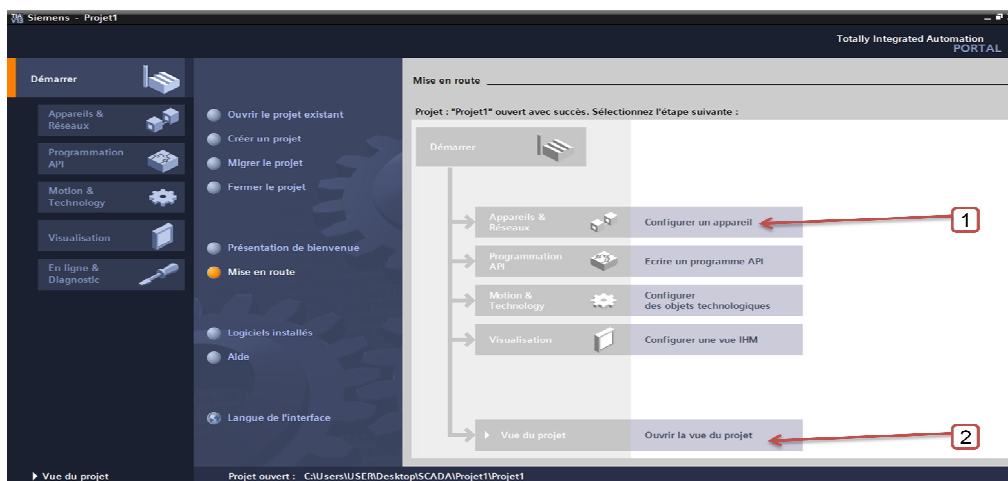 TIA V13 Siemens - Projet1
Totally Integrated Automation
PORTAL
Démarrer
Appareils &
Réseaux
Programmation
API
Motion &
Technology
Visualisation
En ligne &
Diagnostic
Ouvrir le projet existant
Créer un projet
Migrer le projet
Fermer le projet
Présentation de bienvenue
Mise en route
Logiciels installés
Aide
Langue de l'interface
Mise en route
Projet : "Projet1" ouvert avec succès. Sélectionnez l'étape suivante :
Démarrer
Appareils &
Réseaux
Configurer un appareil
1
Programmation
API
Ecrire un programme API
Motion &
Technology
Configurer
des objets technologiques
Visualisation
Configurer une vue IHM
Vue du projet
Ouvrir la vue du projet
2
Vue du projet
Projet ouvert : C:\Users\USER\Desktop\SCADA\Projet1\Projet1